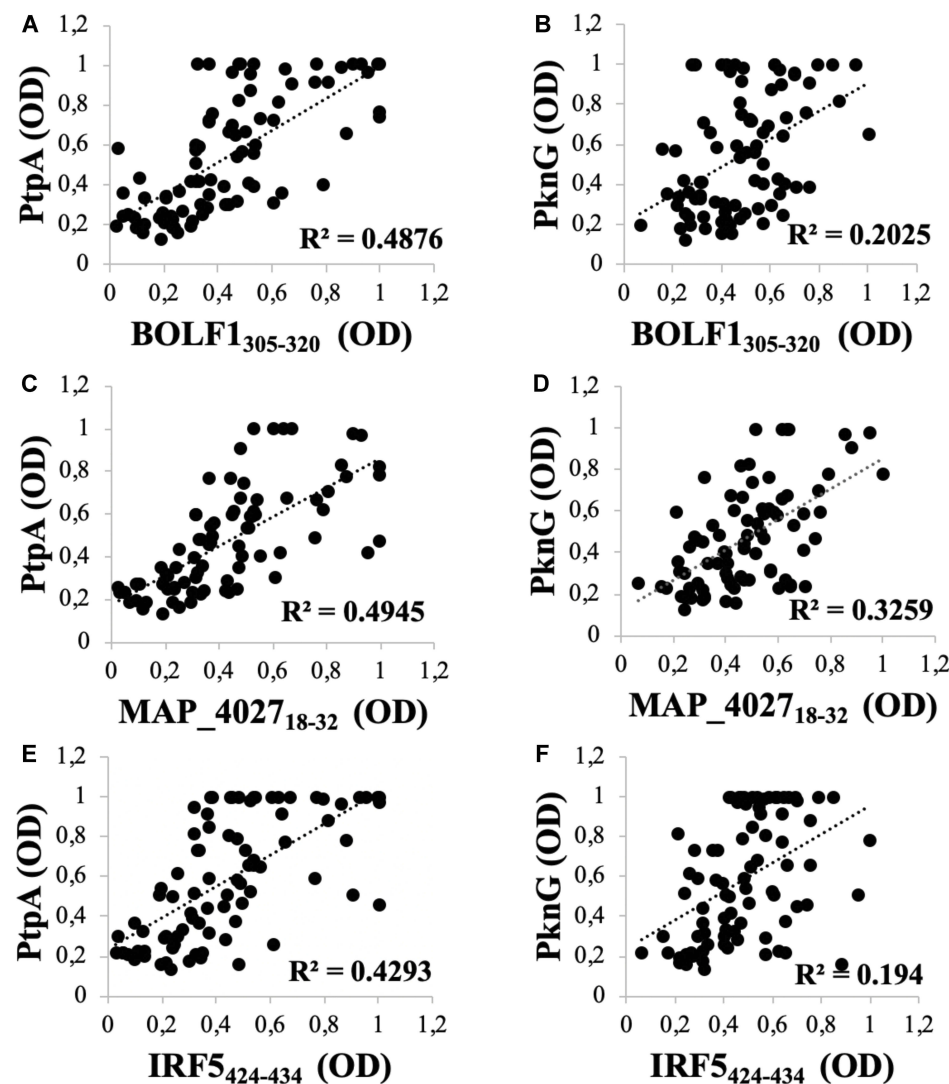 A
B
1,2
1
0,8
0,6
0,4
0,2
0
PtpA (OD)
R² = 0.4876
0 0,2 0,4 0,6 0,8 1 1,2
BOLF1305-320 (OD)
1,2
1
0,8
0,6
0,4
0,2
0
PknG (OD)
R² = 0.2025
0 0,2 0,4 0,6 0,8 1 1,2
BOLF1305-320 (OD)
C
D
1,2
1
0,8
0,6
0,4
0,2
0
PtpA (OD)
R² = 0.4945
0 0,2 0,4 0,6 0,8 1 1,2
MAP_402718-32 (OD)
1,2
1
0,8
0,6
0,4
0,2
0
PknG (OD)
R² = 0.3259
0 0,2 0,4 0,6 0,8 1 1,2
MAP_402718-32 (OD)
E
F
1,2
1
0,8
0,6
0,4
0,2
0
PtpA (OD)
R² = 0.4293
0 0,2 0,4 0,6 0,8 1 1,2
IRF5424-434 (OD)
1,2
1
0,8
0,6
0,4
0,2
0
PknG (OD)
R² = 0.194
0 0,2 0,4 0,6 0,8 1 1,2
IRF5424-434 (OD)